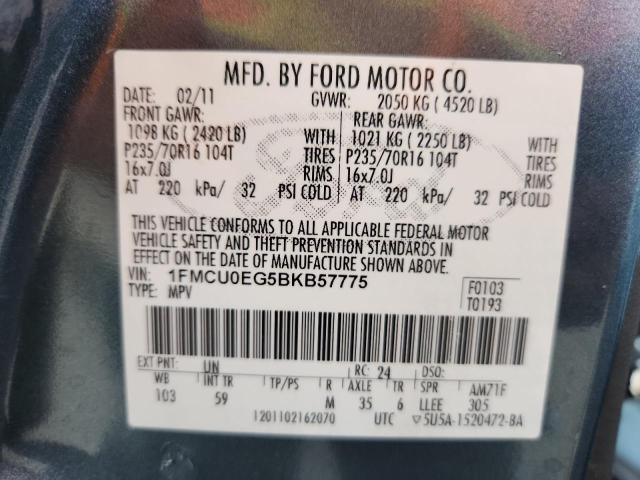 MFD. BY FORD MOTOR CO.
DATE: 02/11 GVWR: 2050 KG ( 4520 LB)
FRONT GAWR: REAR GAWR:
1098 KG ( 2420 LB) WITH 1021 KG ( 2250 LB) WITH
P235/70R16 104T TIRES P235/70R16 104T TIRES
16x7.0J RIMS 16x7.0J RIMS
AT 220 kPa/ 32 PSI COLD AT 220 kPa/ 32 PSI COLD
THIS VEHICLE CONFORMS TO ALL APPLICABLE FEDERAL MOTOR
VEHICLE SAFETY AND THEFT PREVENTION STANDARDS IN
EFFECT ON THE DATE OF MANUFACTURE SHOWN ABOVE.
VIN: 1FMCU0EG5BKB57775 F0103
TYPE: MPV T0193
EXT PNT: UN RC: 24 DSO:
WB INT TR TP/PS R AXLE TR SPR AM71F
103 59 M 35 6 LLEE 305
1201102162070 UTC ▽5U5A-1520472-BA